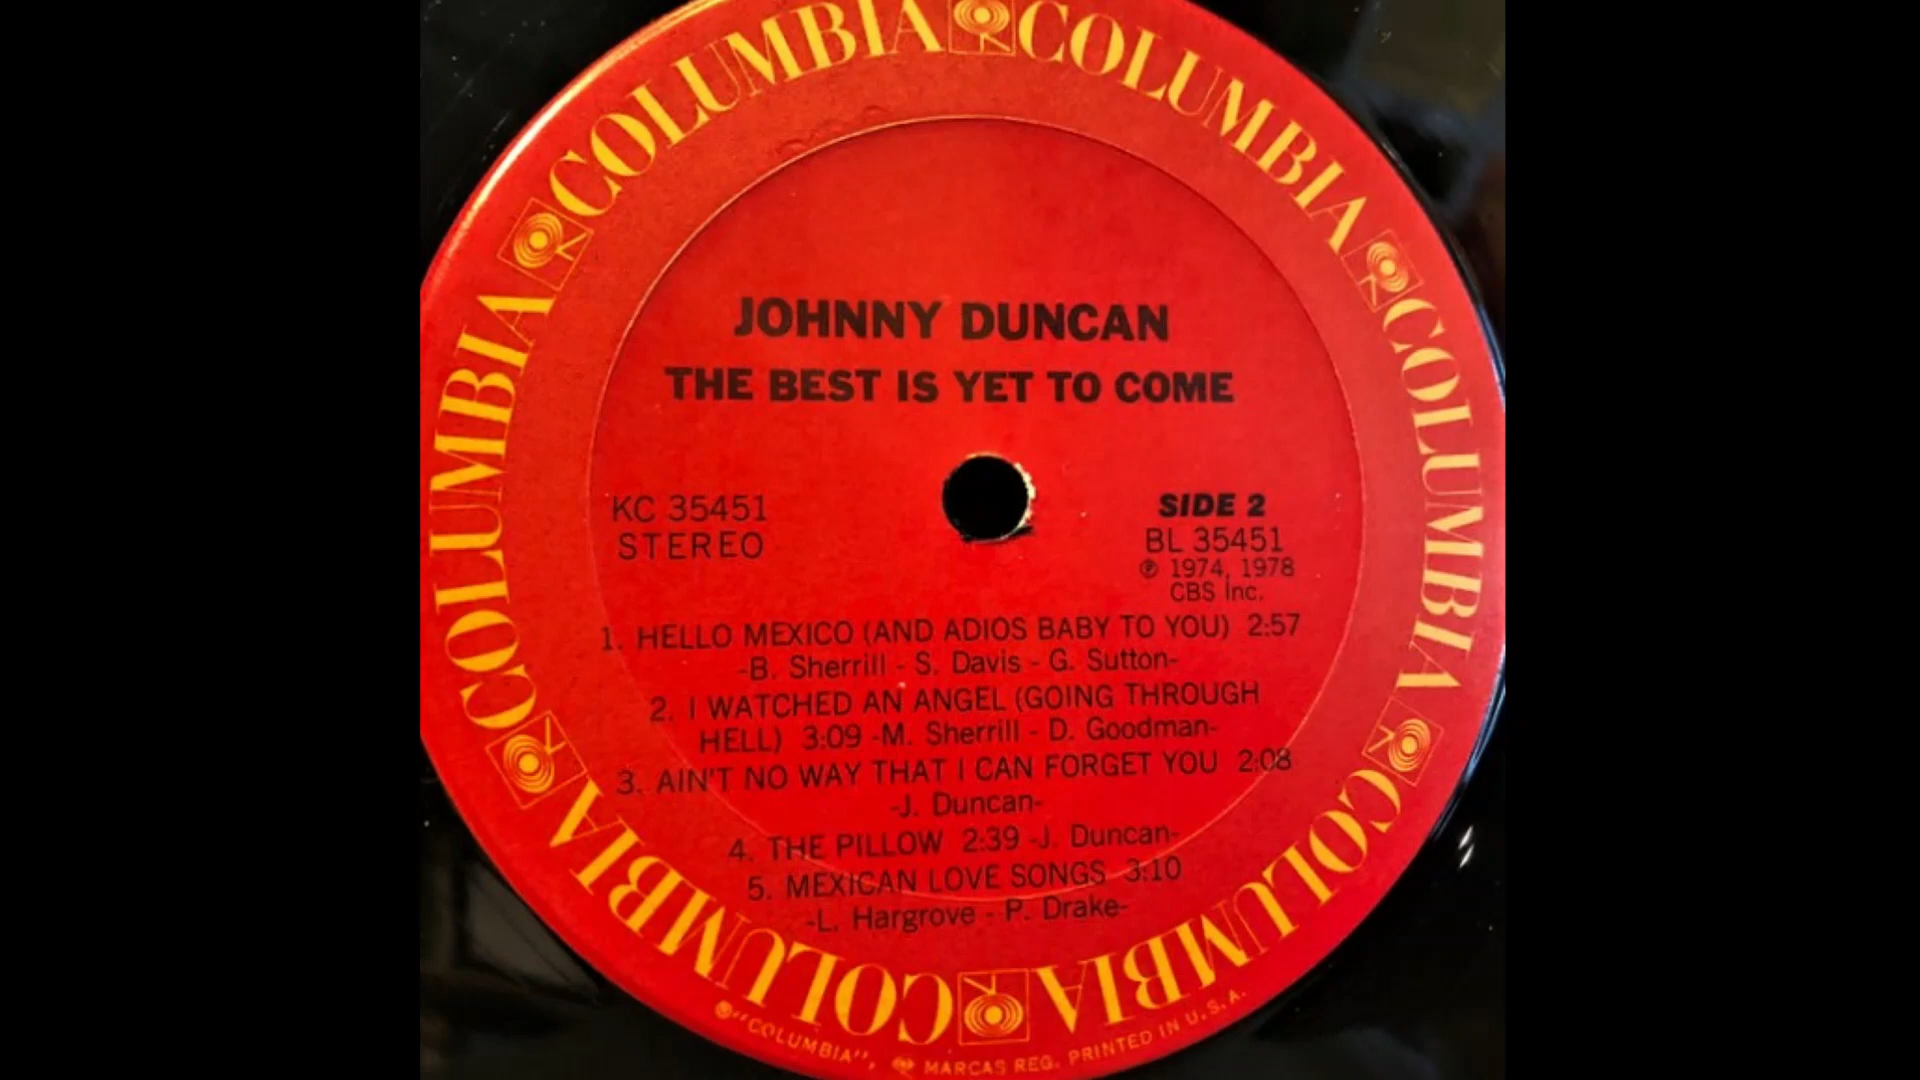 COLUMBIA COLUMBIA COLUMBIA COLUMBIA COLUMBIA COLUMBIA
JOHNNY DUNCAN
THE BEST IS YET TO COME
KC 35451
STEREO
SIDE 2
BL 35451
℗ 1974, 1978
CBS Inc.
1. HELLO MEXICO (AND ADIOS BABY TO YOU) 2:57
-B. Sherrill - S. Davis - G. Sutton-
2. I WATCHED AN ANGEL (GOING THROUGH
HELL) 3:09 -M. Sherrill - D. Goodman-
3. AIN'T NO WAY THAT I CAN FORGET YOU 2:08
-J. Duncan-
4. THE PILLOW 2:39 -J. Duncan-
5. MEXICAN LOVE SONGS 3:10
-L. Hargrove - P. Drake-
"COLUMBIA", MARCAS REG. PRINTED IN U.S.A.